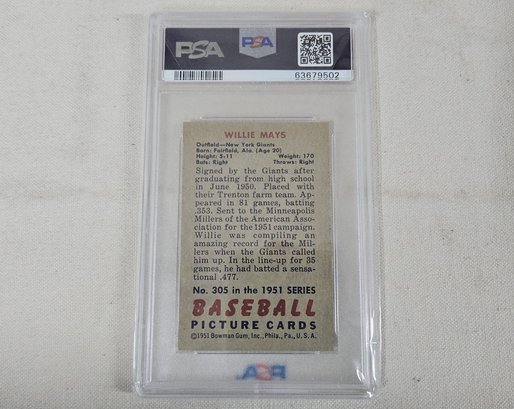 PSA
PSA
63679502
WILLIE MAYS
Outfield—New York Giants
Born: Fairfield, Ala. (Age 20)
Height: 5-11 Weight: 170
Bats: Right Throws: Right
Signed by the Giants after
graduating from high school
in June 1950. Placed with
their Trenton farm team. Ap-
peared in 81 games, batting
.353. Sent to the Minneapolis
Millers of the American Asso-
ciation for the 1951 campaign.
Willie was compiling an
amazing record for the Mil-
lers when the Giants called
him up. In the line-up for 35
games, he had batted a sensa-
tional .477.
No. 305 in the 1951 SERIES
BASEBALL
PICTURE CARDS
©1951 Bowman Gum, Inc., Phila., Pa., U. S. A.
PSA